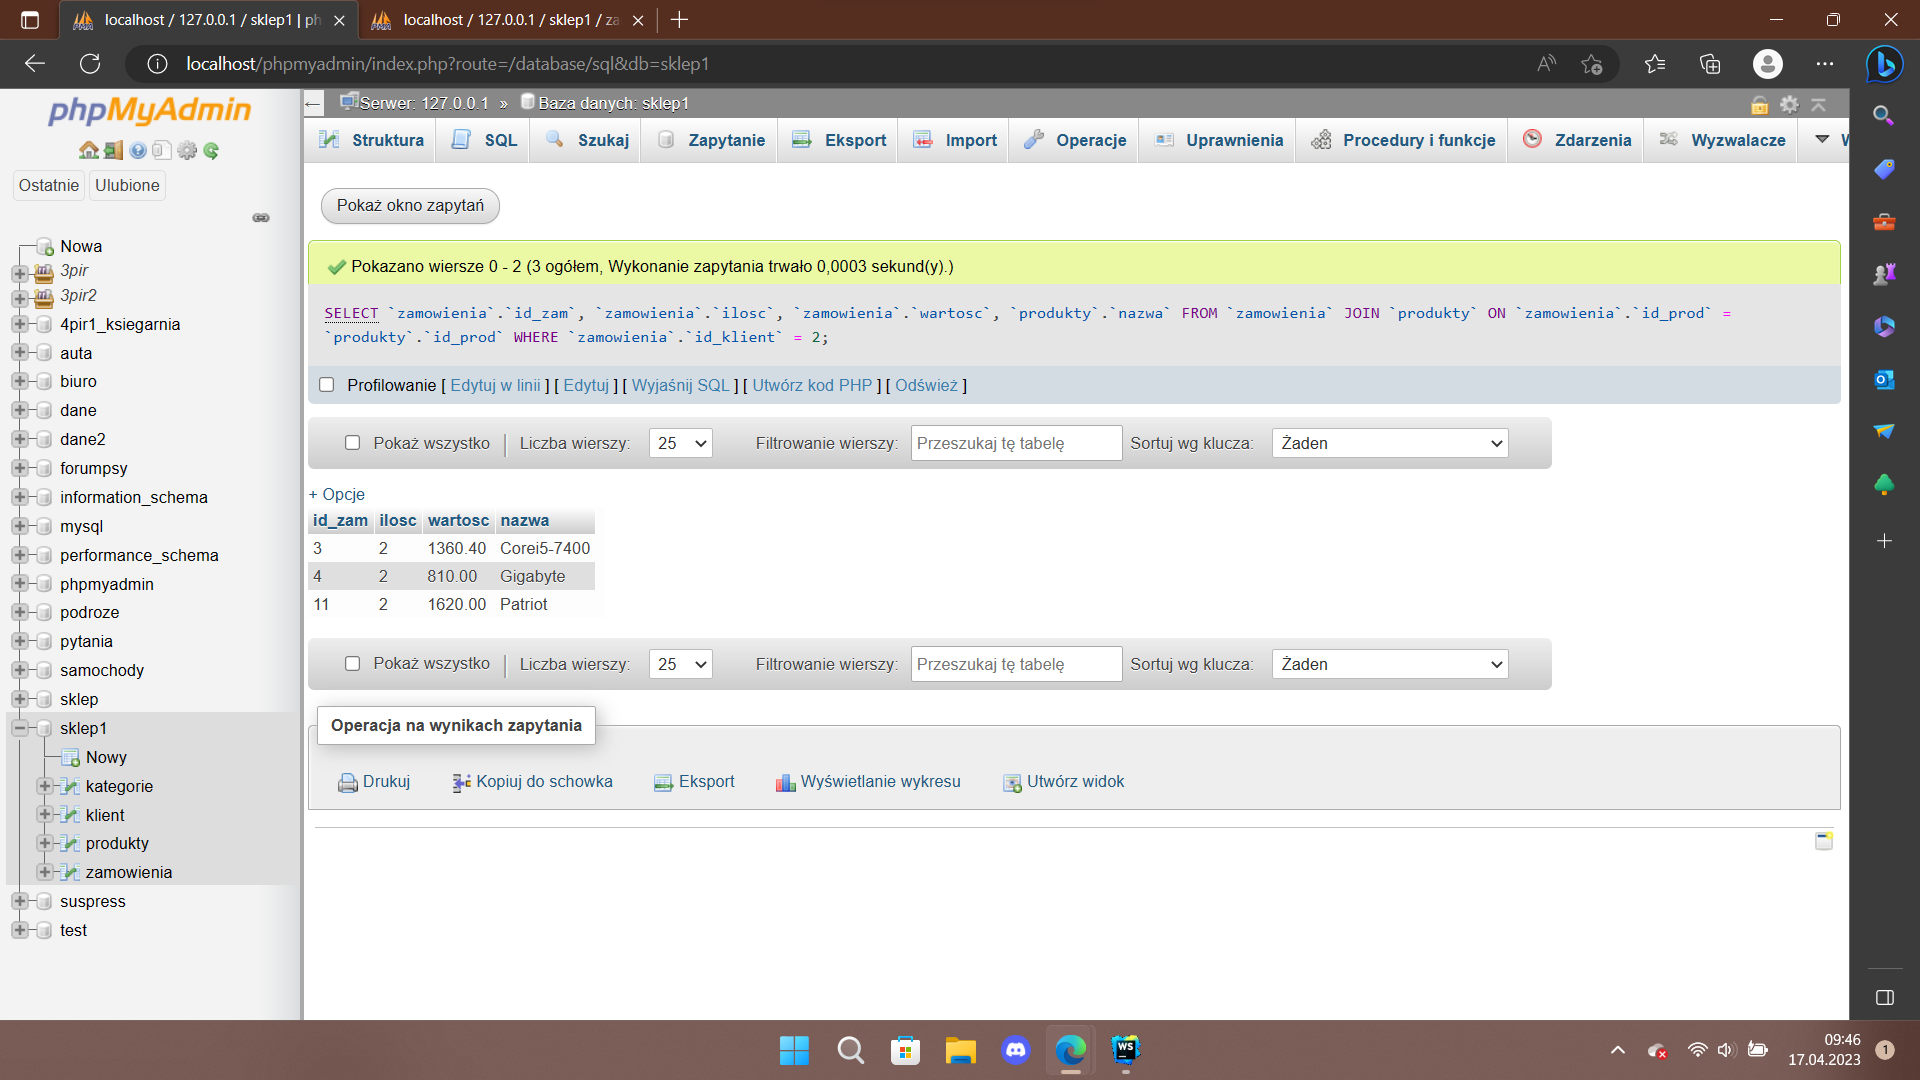 localhost / 127.0.0.1 / sklep1 | ph
localhost / 127.0.0.1 / sklep1 / za
localhost/phpmyadmin/index.php?route=/database/sql&db=sklep1
phpMyAdmin
Ostatnie
Ulubione
Nowa
3pir
3pir2
4pir1_ksiegarnia
auta
biuro
dane
dane2
forumpsy
information_schema
mysql
performance_schema
phpmyadmin
podroze
pytania
samochody
sklep
sklep1
Nowy
kategorie
klient
produkty
zamowienia
suspress
test
Serwer: 127.0.0.1 » Baza danych: sklep1
Struktura SQL Szukaj Zapytanie Eksport Import Operacje Uprawnienia Procedury i funkcje Zdarzenia Wyzwalacze
Pokaż okno zapytań
Pokazano wiersze 0 - 2 (3 ogółem, Wykonanie zapytania trwało 0,0003 sekund(y).)
SELECT `zamowienia`.`id_zam`, `zamowienia`.`ilosc`, `zamowienia`.`wartosc`, `produkty`.`nazwa` FROM `zamowienia` JOIN `produkty` ON `zamowienia`.`id_prod` =
`produkty`.`id_prod` WHERE `zamowienia`.`id_klient` = 2;
Profilowanie [ Edytuj w linii ] [ Edytuj ] [ Wyjaśnij SQL ] [ Utwórz kod PHP ] [ Odśwież ]
Pokaż wszystko | Liczba wierszy: 25 Filtrowanie wierszy: Przeszukaj tę tabelę Sortuj wg klucza: Żaden
+ Opcje
id_zam ilosc wartosc nazwa
3 2 1360.40 Corei5-7400
4 2 810.00 Gigabyte
11 2 1620.00 Patriot
Pokaż wszystko | Liczba wierszy: 25 Filtrowanie wierszy: Przeszukaj tę tabelę Sortuj wg klucza: Żaden
Operacja na wynikach zapytania
Drukuj Kopiuj do schowka Eksport Wyświetlanie wykresu Utwórz widok
WS
09:46
17.04.2023
1